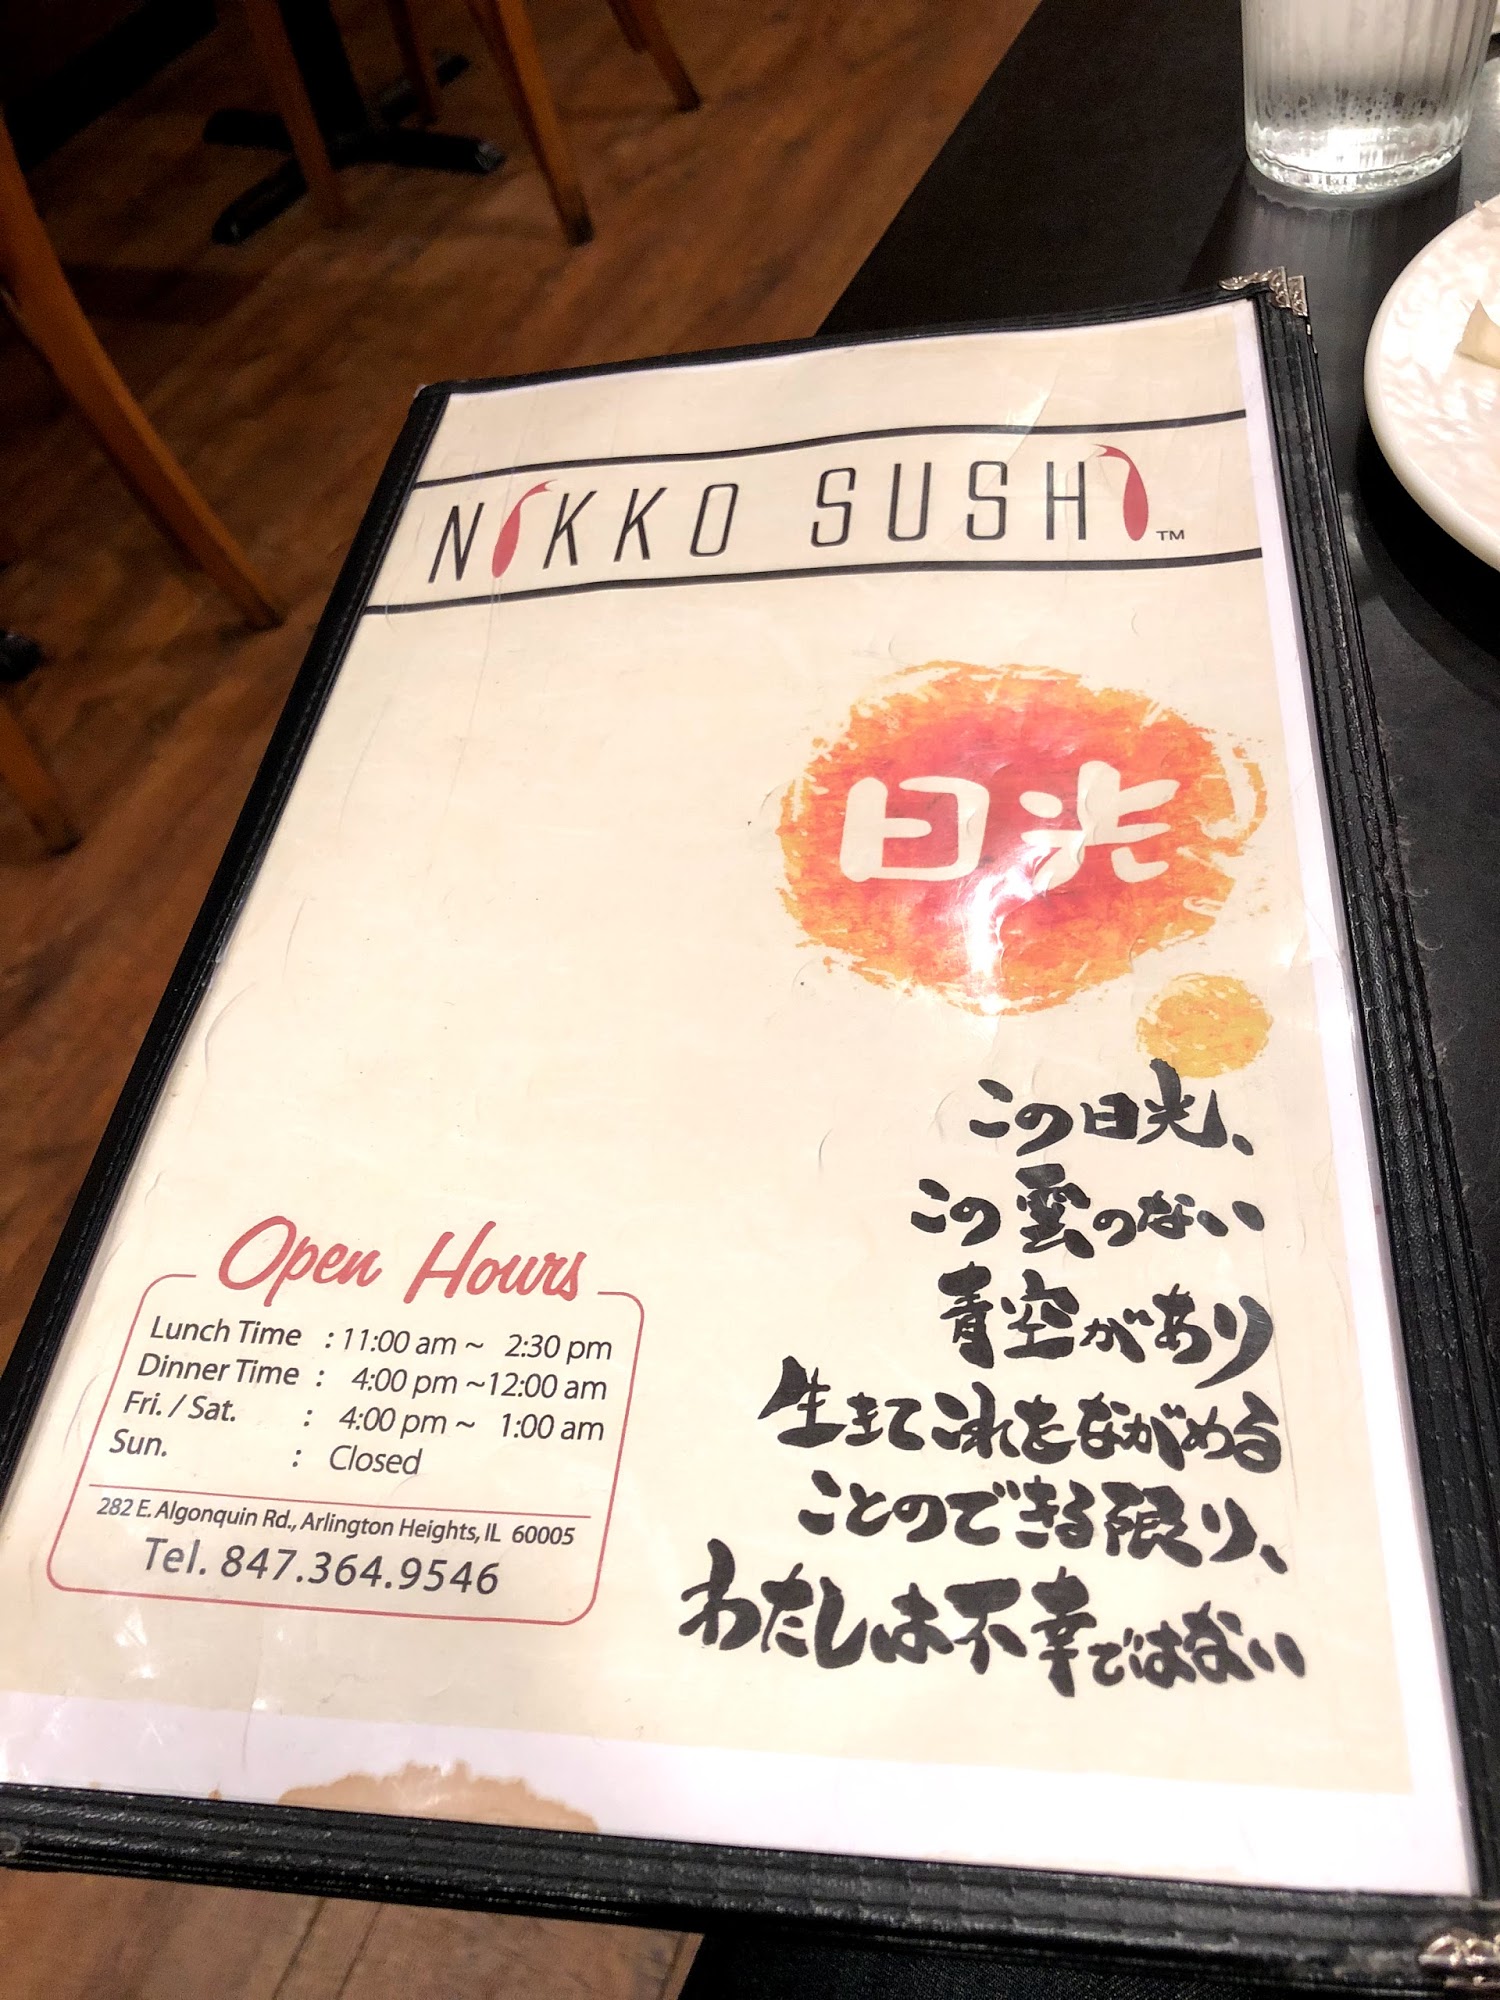 NIKKO SUSHI™
日光
この日光、
この雲のない
青空があり
生きてこれをながめる
ことのできる限り、
わたしは不幸ではない
Open Hours
Lunch Time : 11:00 am ~ 2:30 pm
Dinner Time : 4:00 pm ~12:00 am
Fri. / Sat. : 4:00 pm ~ 1:00 am
Sun. : Closed
282 E. Algonquin Rd., Arlington Heights, IL 60005
Tel. 847.364.9546